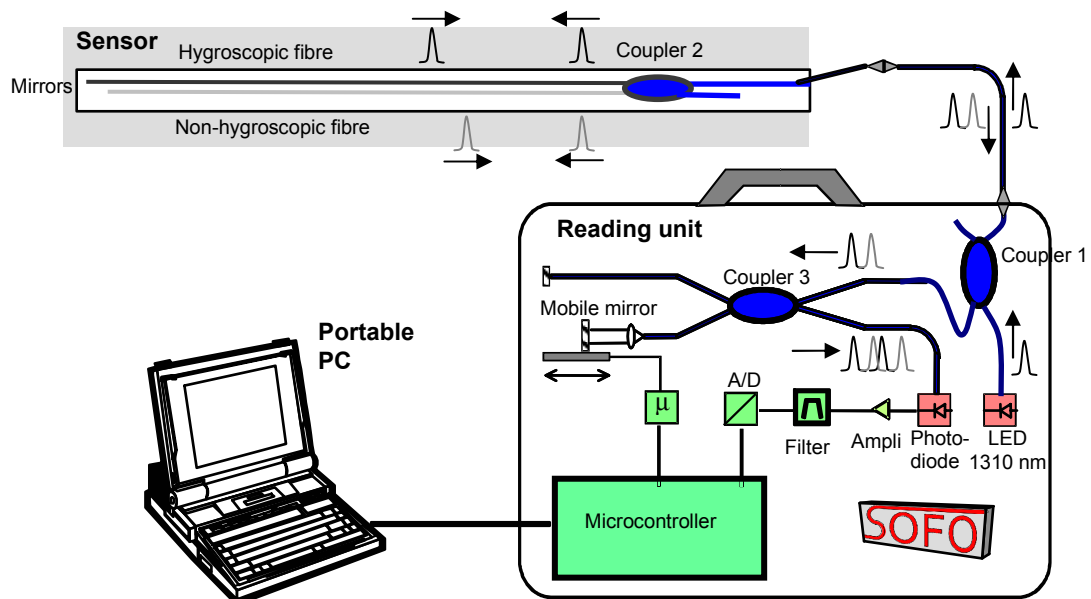 Sensor
Hygroscopic fibre
Coupler 2
Mirrors
Non-hygroscopic fibre
Reading unit
Coupler 1
Coupler 3
Mobile mirror
Portable
PC
A/D
μ
Filter
Ampli
Photo-
diode
LED
1310 nm
Microcontroller
SOFO